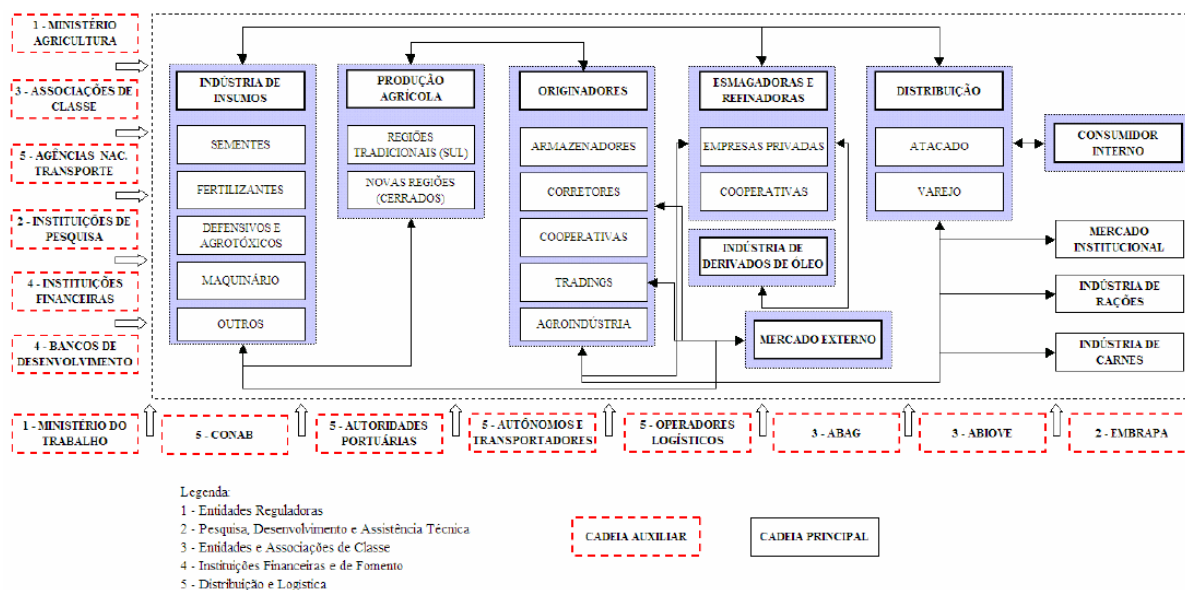 1 - MINISTÉRIO
AGRICULTURA
3 - ASSOCIAÇÕES DE
CLASSE
5 - AGÊNCIAS NAC.
TRANSPORTE
2 - INSTITUIÇÕES DE
PESQUISA
4 - INSTITUIÇÕES
FINANCEIRAS
4 - BANCOS DE
DESENVOLVIMENTO
INDÚSTRIA DE
INSUMOS
SEMENTES
FERTILIZANTES
DEFENSIVOS E
AGROTÓXICOS
MAQUINÁRIO
OUTROS
PRODUÇÃO
AGRÍCOLA
REGIÕES
TRADICIONAIS (SUL)
NOVAS REGIÕES
(CERRADOS)
ORIGINADORES
ARMAZENADORES
CORRETORES
COOPERATIVAS
TRADINGS
AGROINDÚSTRIA
ESMAGADORAS E
REFINADORAS
EMPRESAS PRIVADAS
COOPERATIVAS
INDÚSTRIA DE
DERIVADOS DE ÓLEO
MERCADO EXTERNO
DISTRIBUIÇÃO
ATACADO
VAREJO
CONSUMIDOR
INTERNO
MERCADO
INSTITUCIONAL
INDÚSTRIA DE
RAÇÕES
INDÚSTRIA DE
CARNES
1 - MINISTÉRIO DO
TRABALHO
5 - CONAB
5 - AUTORIDADES
PORTUÁRIAS
5 - AUTÔNOMOS E
TRANSPORTADORES
5 - OPERADORES
LOGÍSTICOS
3 - ABAG
3 - ABIOVE
2 - EMBRAPA
Legenda:
1 - Entidades Reguladoras
2 - Pesquisa, Desenvolvimento e Assistência Técnica
3 - Entidades e Associações de Classe
4 - Instituições Financeiras e de Fomento
5 - Distribuição e Logística
CADEIA AUXILIAR
CADEIA PRINCIPAL